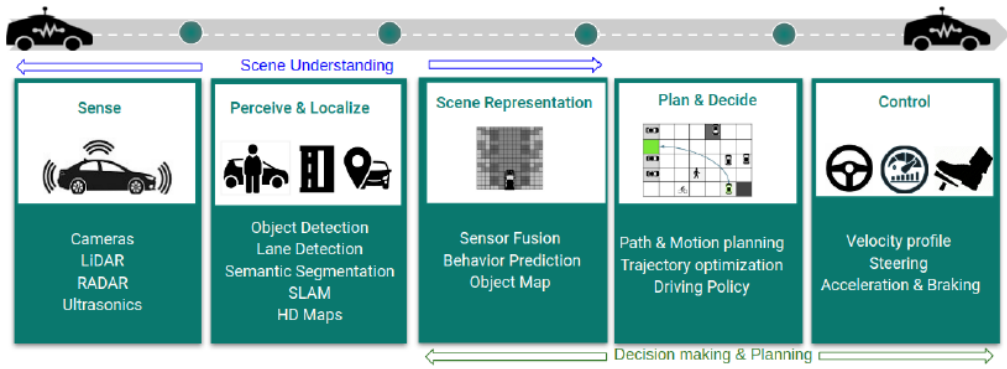 Scene Understanding
Sense
Cameras
LiDAR
RADAR
Ultrasonics
Perceive & Localize
Object Detection
Lane Detection
Semantic Segmentation
SLAM
HD Maps
Scene Representation
Sensor Fusion
Behavior Prediction
Object Map
Plan & Decide
Path & Motion planning
Trajectory optimization
Driving Policy
Control
Velocity profile
Steering
Acceleration & Braking
Decision making & Planning